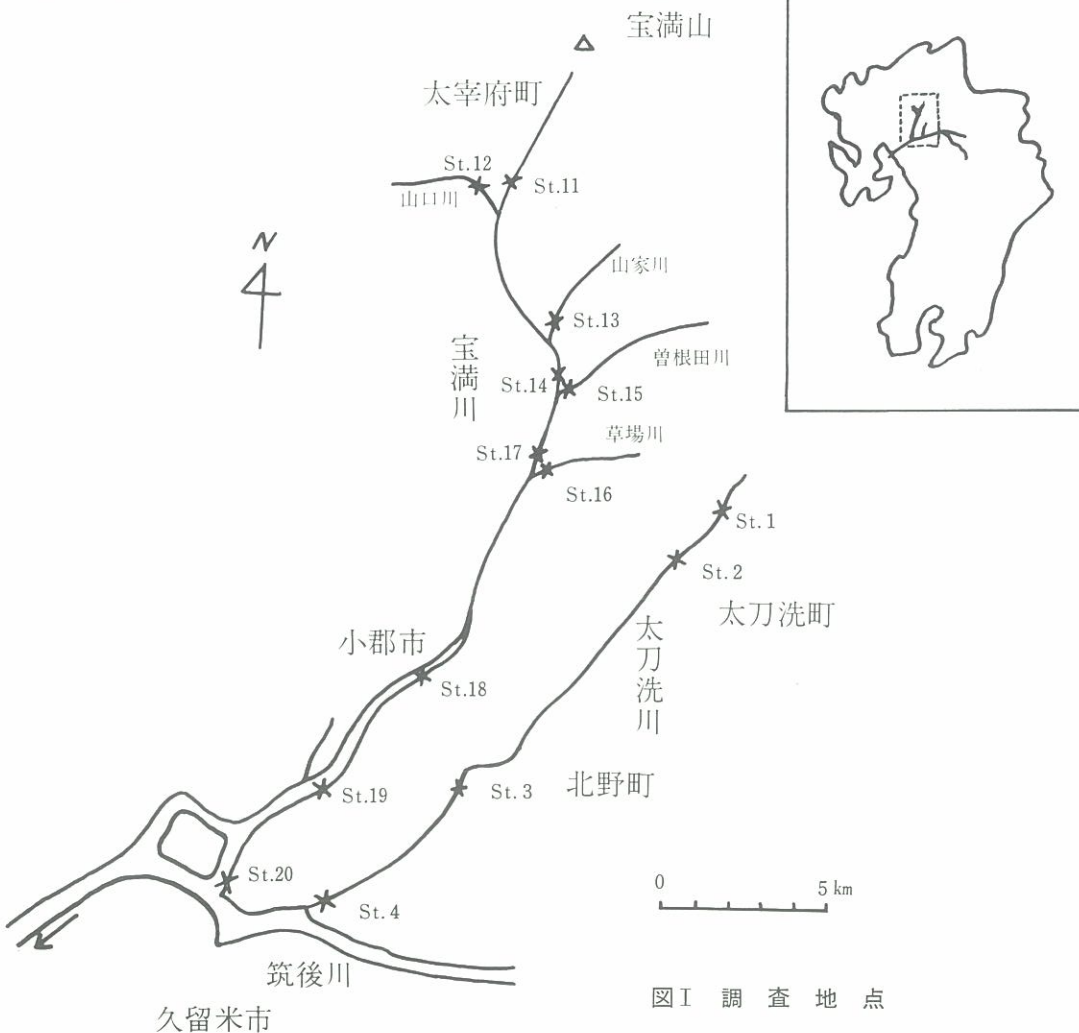 宝満山
太宰府町
St.12
St.11
山口川
N
山家川
St.13
宝満川
曽根田川
St.14
St.15
草場川
St.17
St.16
St.1
St.2
太刀洗町
小郡市
太刀洗川
St.18
北野町
St.3
St.19
St.20
St.4
0 5km
筑後川
図I 調査地点
久留米市